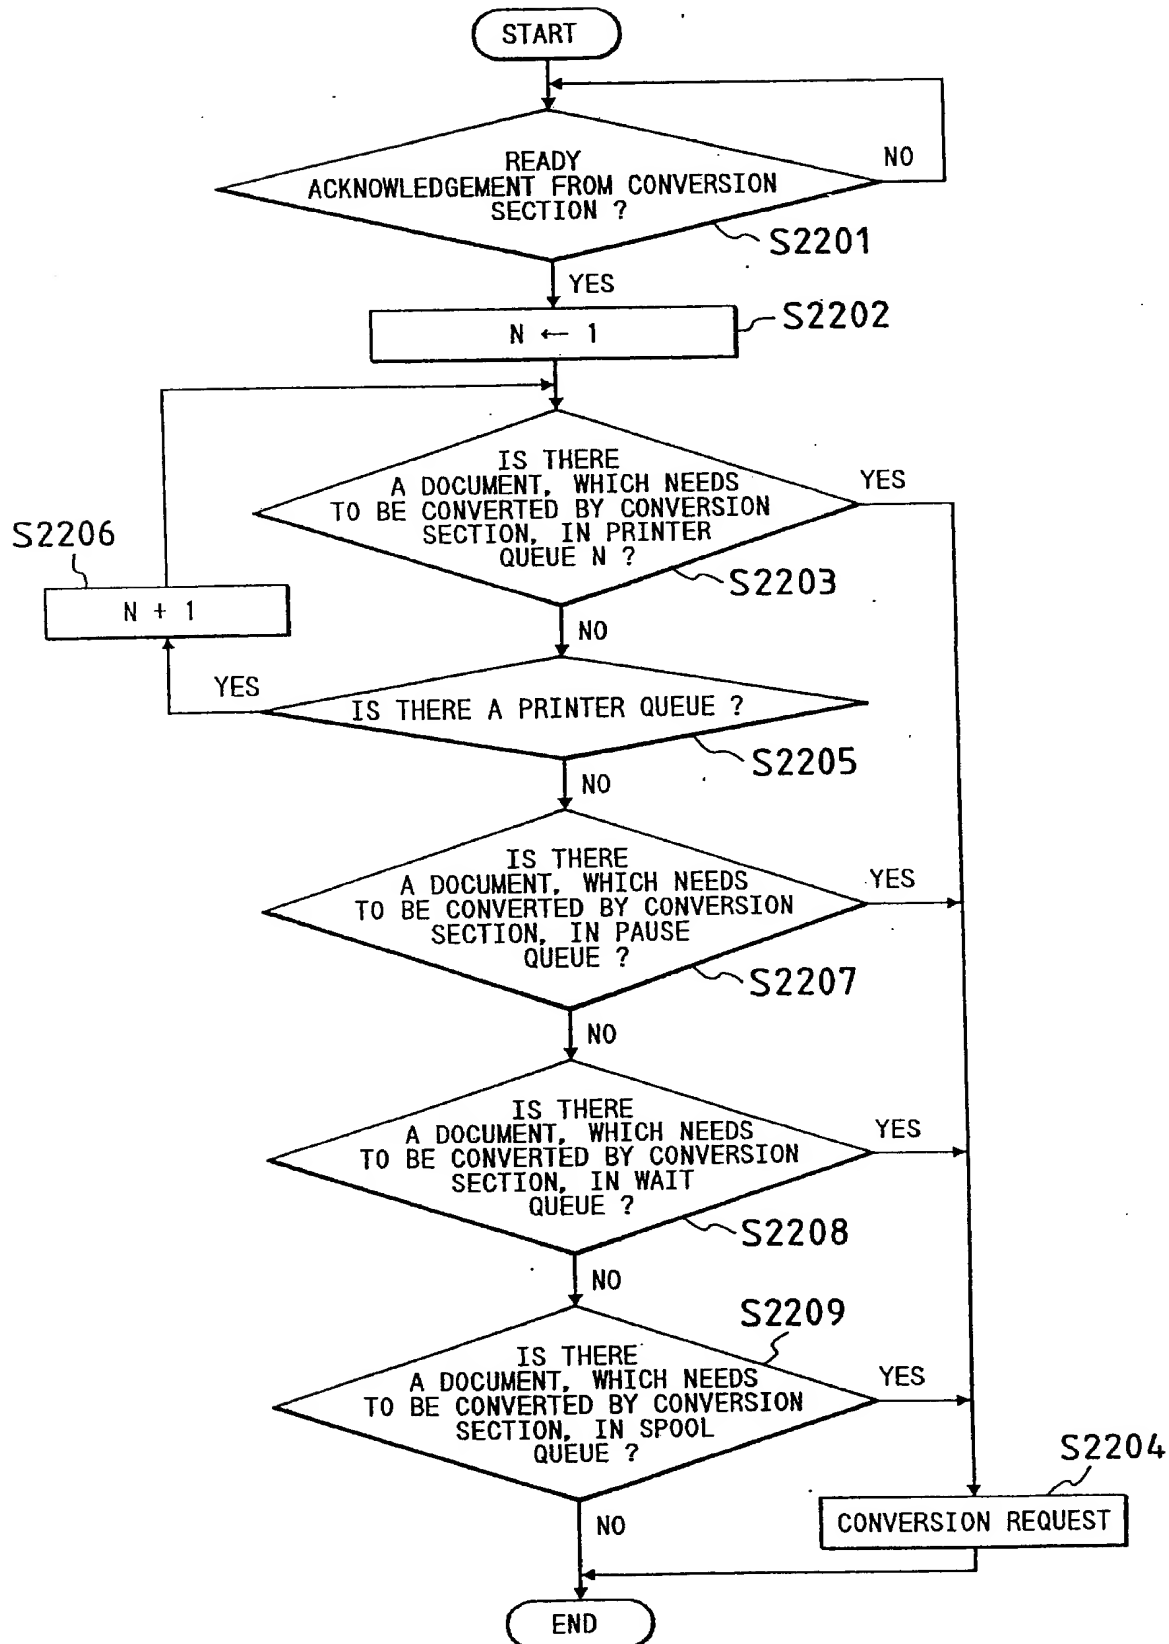 START
READY
ACKNOWLEDGEMENT FROM CONVERSION
SECTION ?
NO
S2201
YES
N ← 1
S2202
IS THERE
A DOCUMENT, WHICH NEEDS
TO BE CONVERTED BY CONVERSION
SECTION, IN PRINTER
QUEUE N ?
YES
S2203
S2206
N + 1
NO
YES
IS THERE A PRINTER QUEUE ?
S2205
NO
IS THERE
A DOCUMENT, WHICH NEEDS
TO BE CONVERTED BY CONVERSION
SECTION, IN PAUSE
QUEUE ?
YES
S2207
NO
IS THERE
A DOCUMENT, WHICH NEEDS
TO BE CONVERTED BY CONVERSION
SECTION, IN WAIT
QUEUE ?
YES
S2208
NO
S2209
IS THERE
A DOCUMENT, WHICH NEEDS
TO BE CONVERTED BY CONVERSION
SECTION, IN SPOOL
QUEUE ?
YES
S2204
CONVERSION REQUEST
NO
END